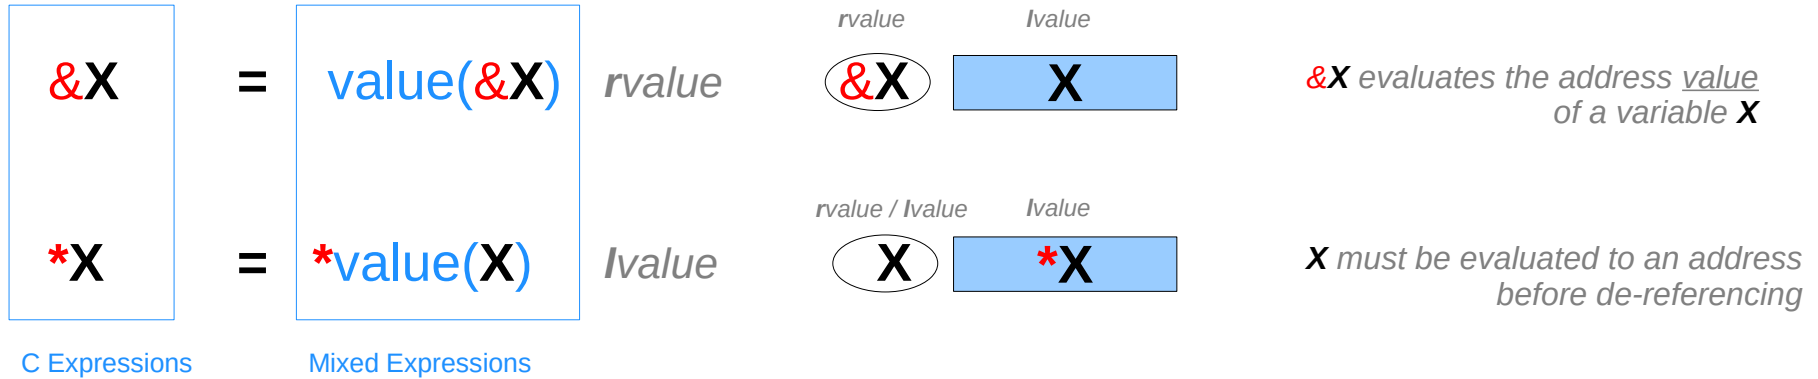 rvalue lvalue
&X = value(&X) rvalue &X X &X evaluates the address value
of a variable X
rvalue / lvalue lvalue
*X = *value(X) lvalue X *X X must be evaluated to an address
before de-referencing
C Expressions Mixed Expressions